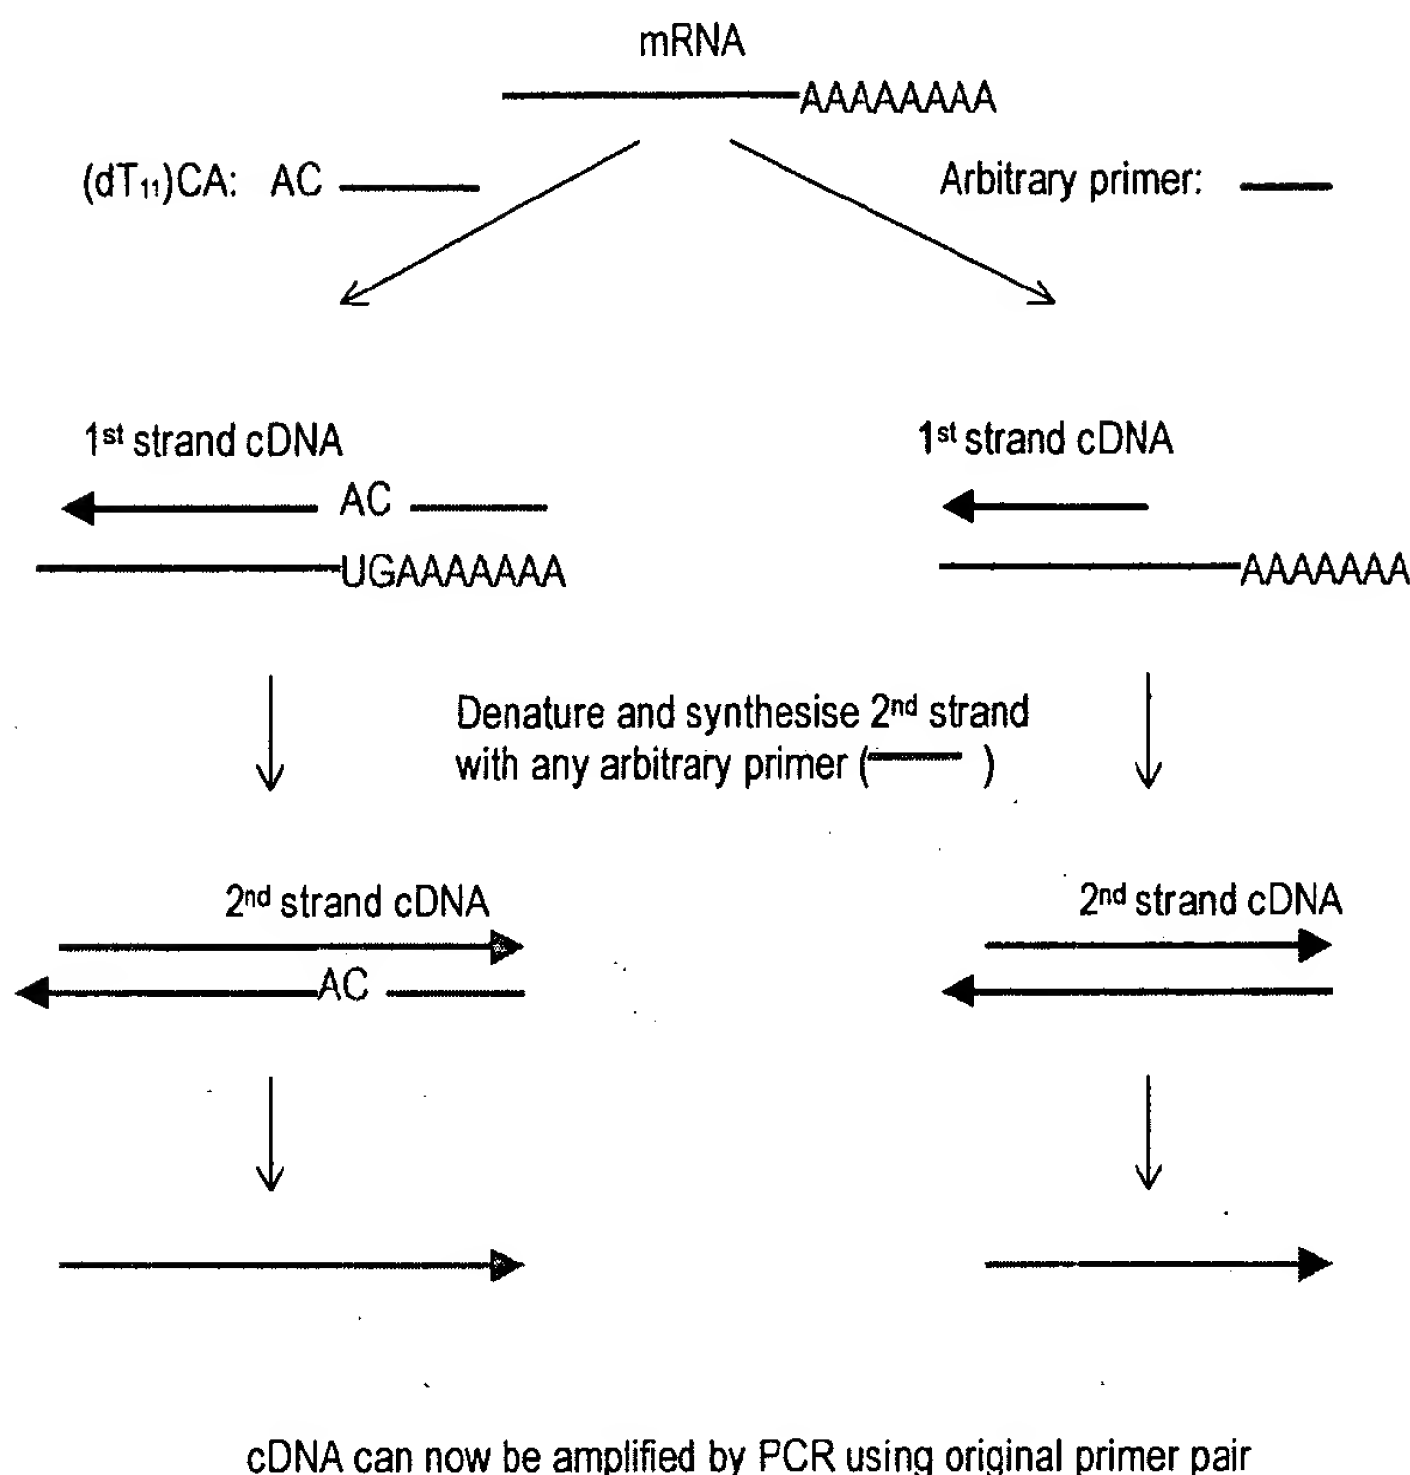 mRNA
AAAAAAAA
(dT₁₁)CA: AC
Arbitrary primer:
1st strand cDNA
1st strand cDNA
AC
UGAAAAAAA
AAAAAAA
Denature and synthesise 2nd strand
with any arbitrary primer ( )
2nd strand cDNA
2nd strand cDNA
AC
cDNA can now be amplified by PCR using original primer pair